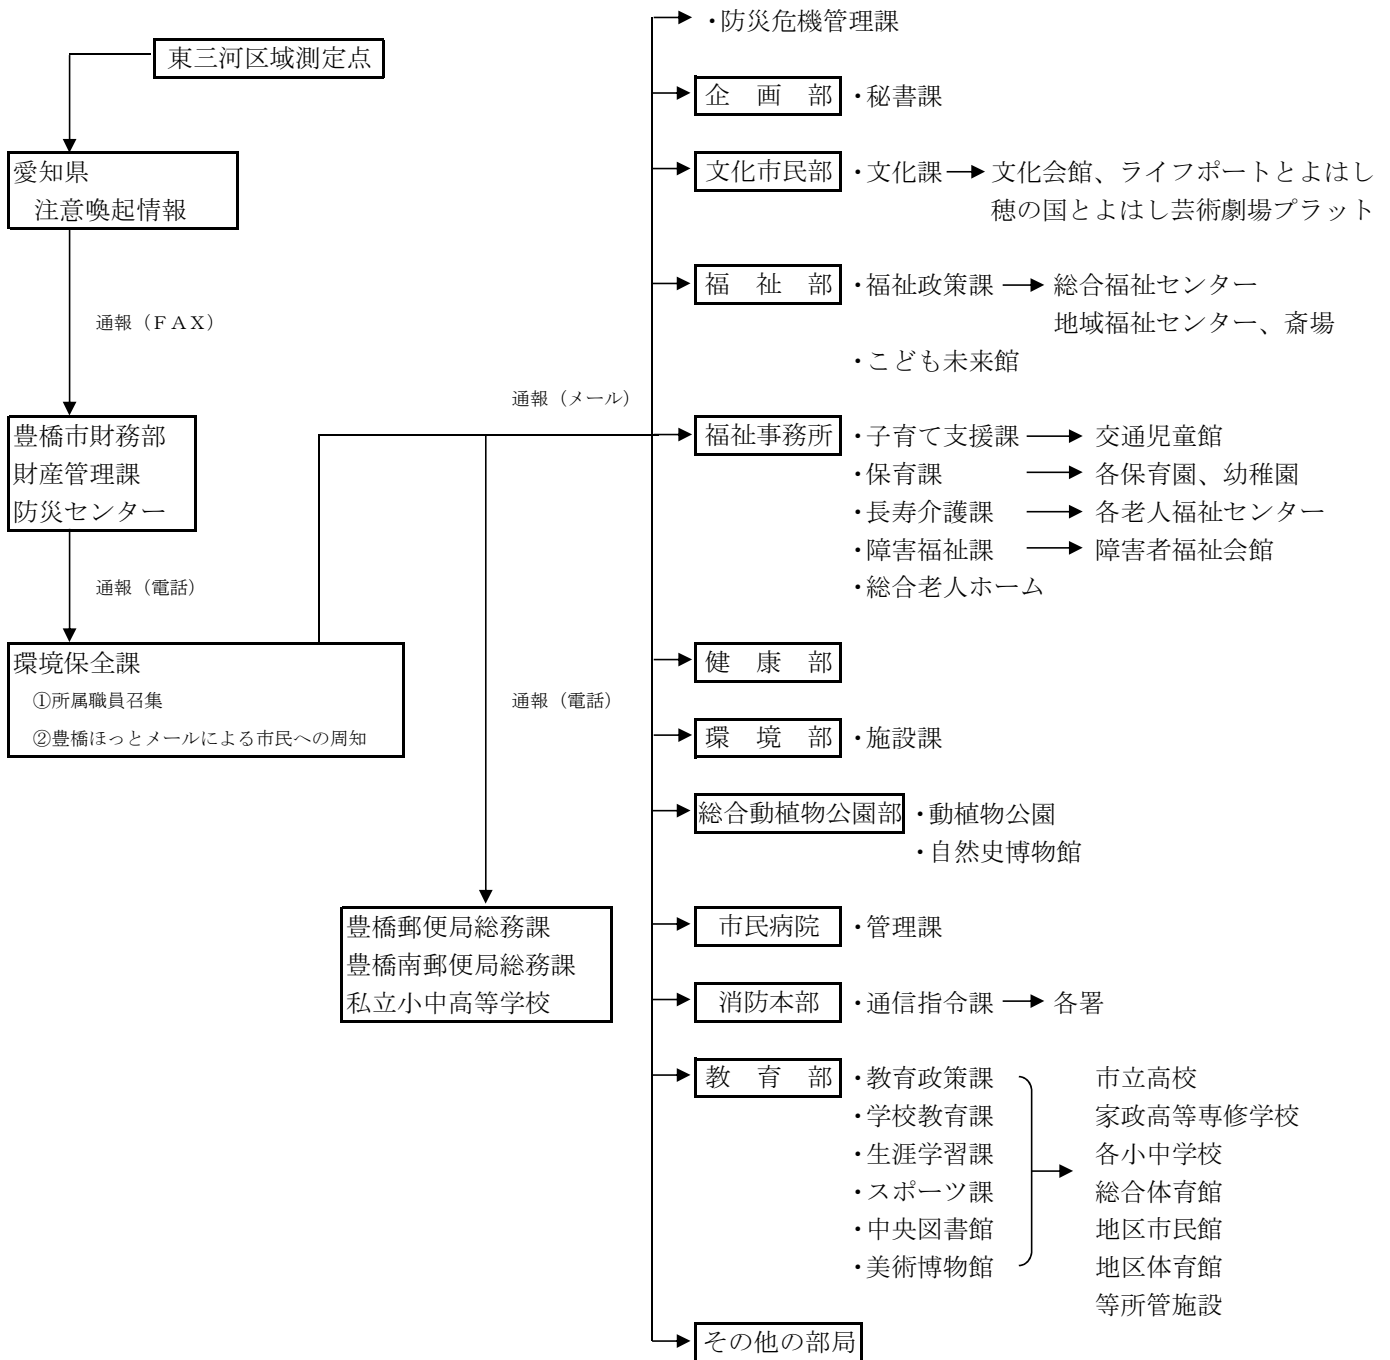 東三河区域測定点
愛知県
注意喚起情報
通報（ＦＡＸ）
豊橋市財務部
財産管理課
防災センター
通報（電話）
環境保全課
①所属職員召集
②豊橋ほっとメールによる市民への周知
通報（メール）
通報（電話）
豊橋郵便局総務課
豊橋南郵便局総務課
私立小中高等学校
・防災危機管理課
企　画　部 ・秘書課
文化市民部 ・文化課 → 文化会館、ライフポートとよはし
穂の国とよはし芸術劇場プラット
福　祉　部 ・福祉政策課 → 総合福祉センター
地域福祉センター、斎場
・こども未来館
福祉事務所 ・子育て支援課 → 交通児童館
・保育課 → 各保育園、幼稚園
・長寿介護課 → 各老人福祉センター
・障害福祉課 → 障害者福祉会館
・総合老人ホーム
健　康　部
環　境　部 ・施設課
総合動植物公園部 ・動植物公園
・自然史博物館
市民病院 ・管理課
消防本部 ・通信指令課 → 各署
教　育　部 ・教育政策課 市立高校
・学校教育課 家政高等専修学校
・生涯学習課 各小中学校
・スポーツ課 総合体育館
・中央図書館 地区市民館
・美術博物館 地区体育館
等所管施設
その他の部局